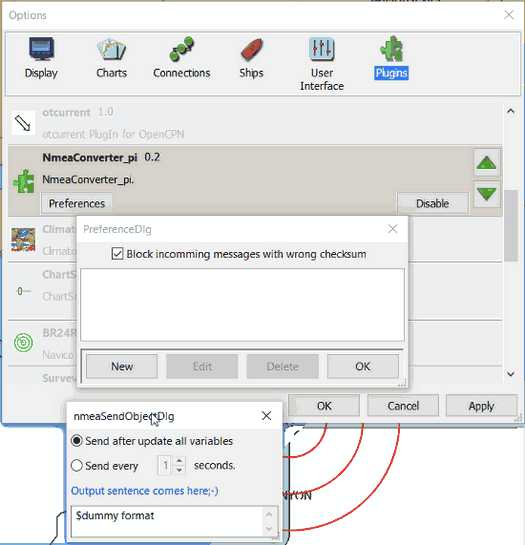 Options
Display
Charts
Connections
Ships
User
Interface
Plugins
otcurrent 1.0
otcurrent PlugIn for OpenCPN
NmeaConverter_pi 0.2
NmeaConverter_pi.
Preferences
Disable
PreferenceDlg
Climat
Climato
Block incomming messages with wrong checksum
ChartS
ChartS
BR24R
Navico
New
Edit
Delete
OK
Survey
OK
Cancel
Apply
nmeaSendObjectDlg
Send after update all variables
Send every 1 seconds.
Output sentence comes here;-)
$dummy format